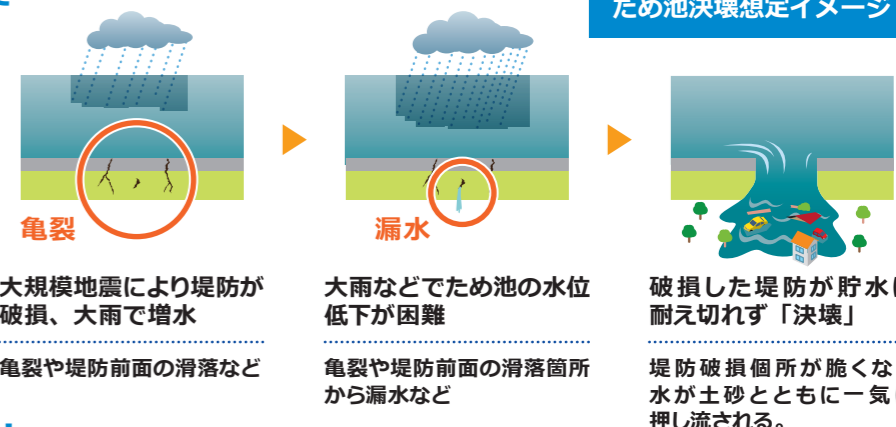 ため池決壊想定イメージ
亀裂
大規模地震により堤防が
破損、大雨で増水
亀裂や堤防前面の滑落など
漏水
大雨などでため池の水位
低下が困難
亀裂や堤防前面の滑落箇所
から漏水など
破損した堤防が貯水に
耐え切れず「決壊」
堤防破損個所が脆くな
水が土砂とともに一気に
押し流される。